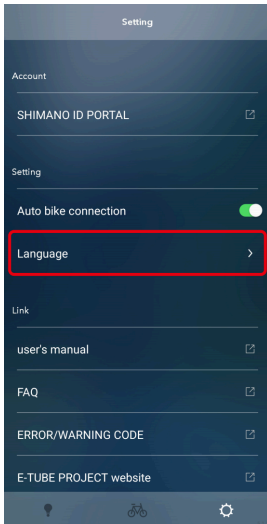 Setting
Account
SHIMANO ID PORTAL
Setting
Auto bike connection
Language
Link
user's manual
FAQ
ERROR/WARNING CODE
E-TUBE PROJECT website